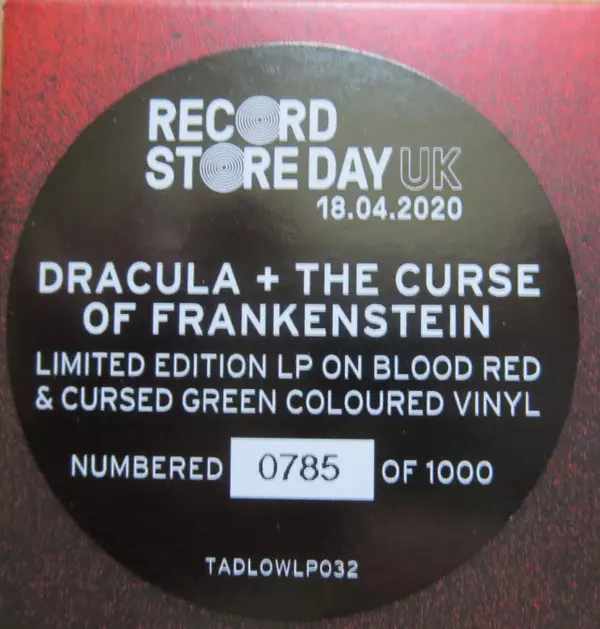 RECORD
STORE DAY UK
18.04.2020
DRACULA + THE CURSE
OF FRANKENSTEIN
LIMITED EDITION LP ON BLOOD RED
& CURSED GREEN COLOURED VINYL
NUMBERED 0785 OF 1000
TADLOWLP032